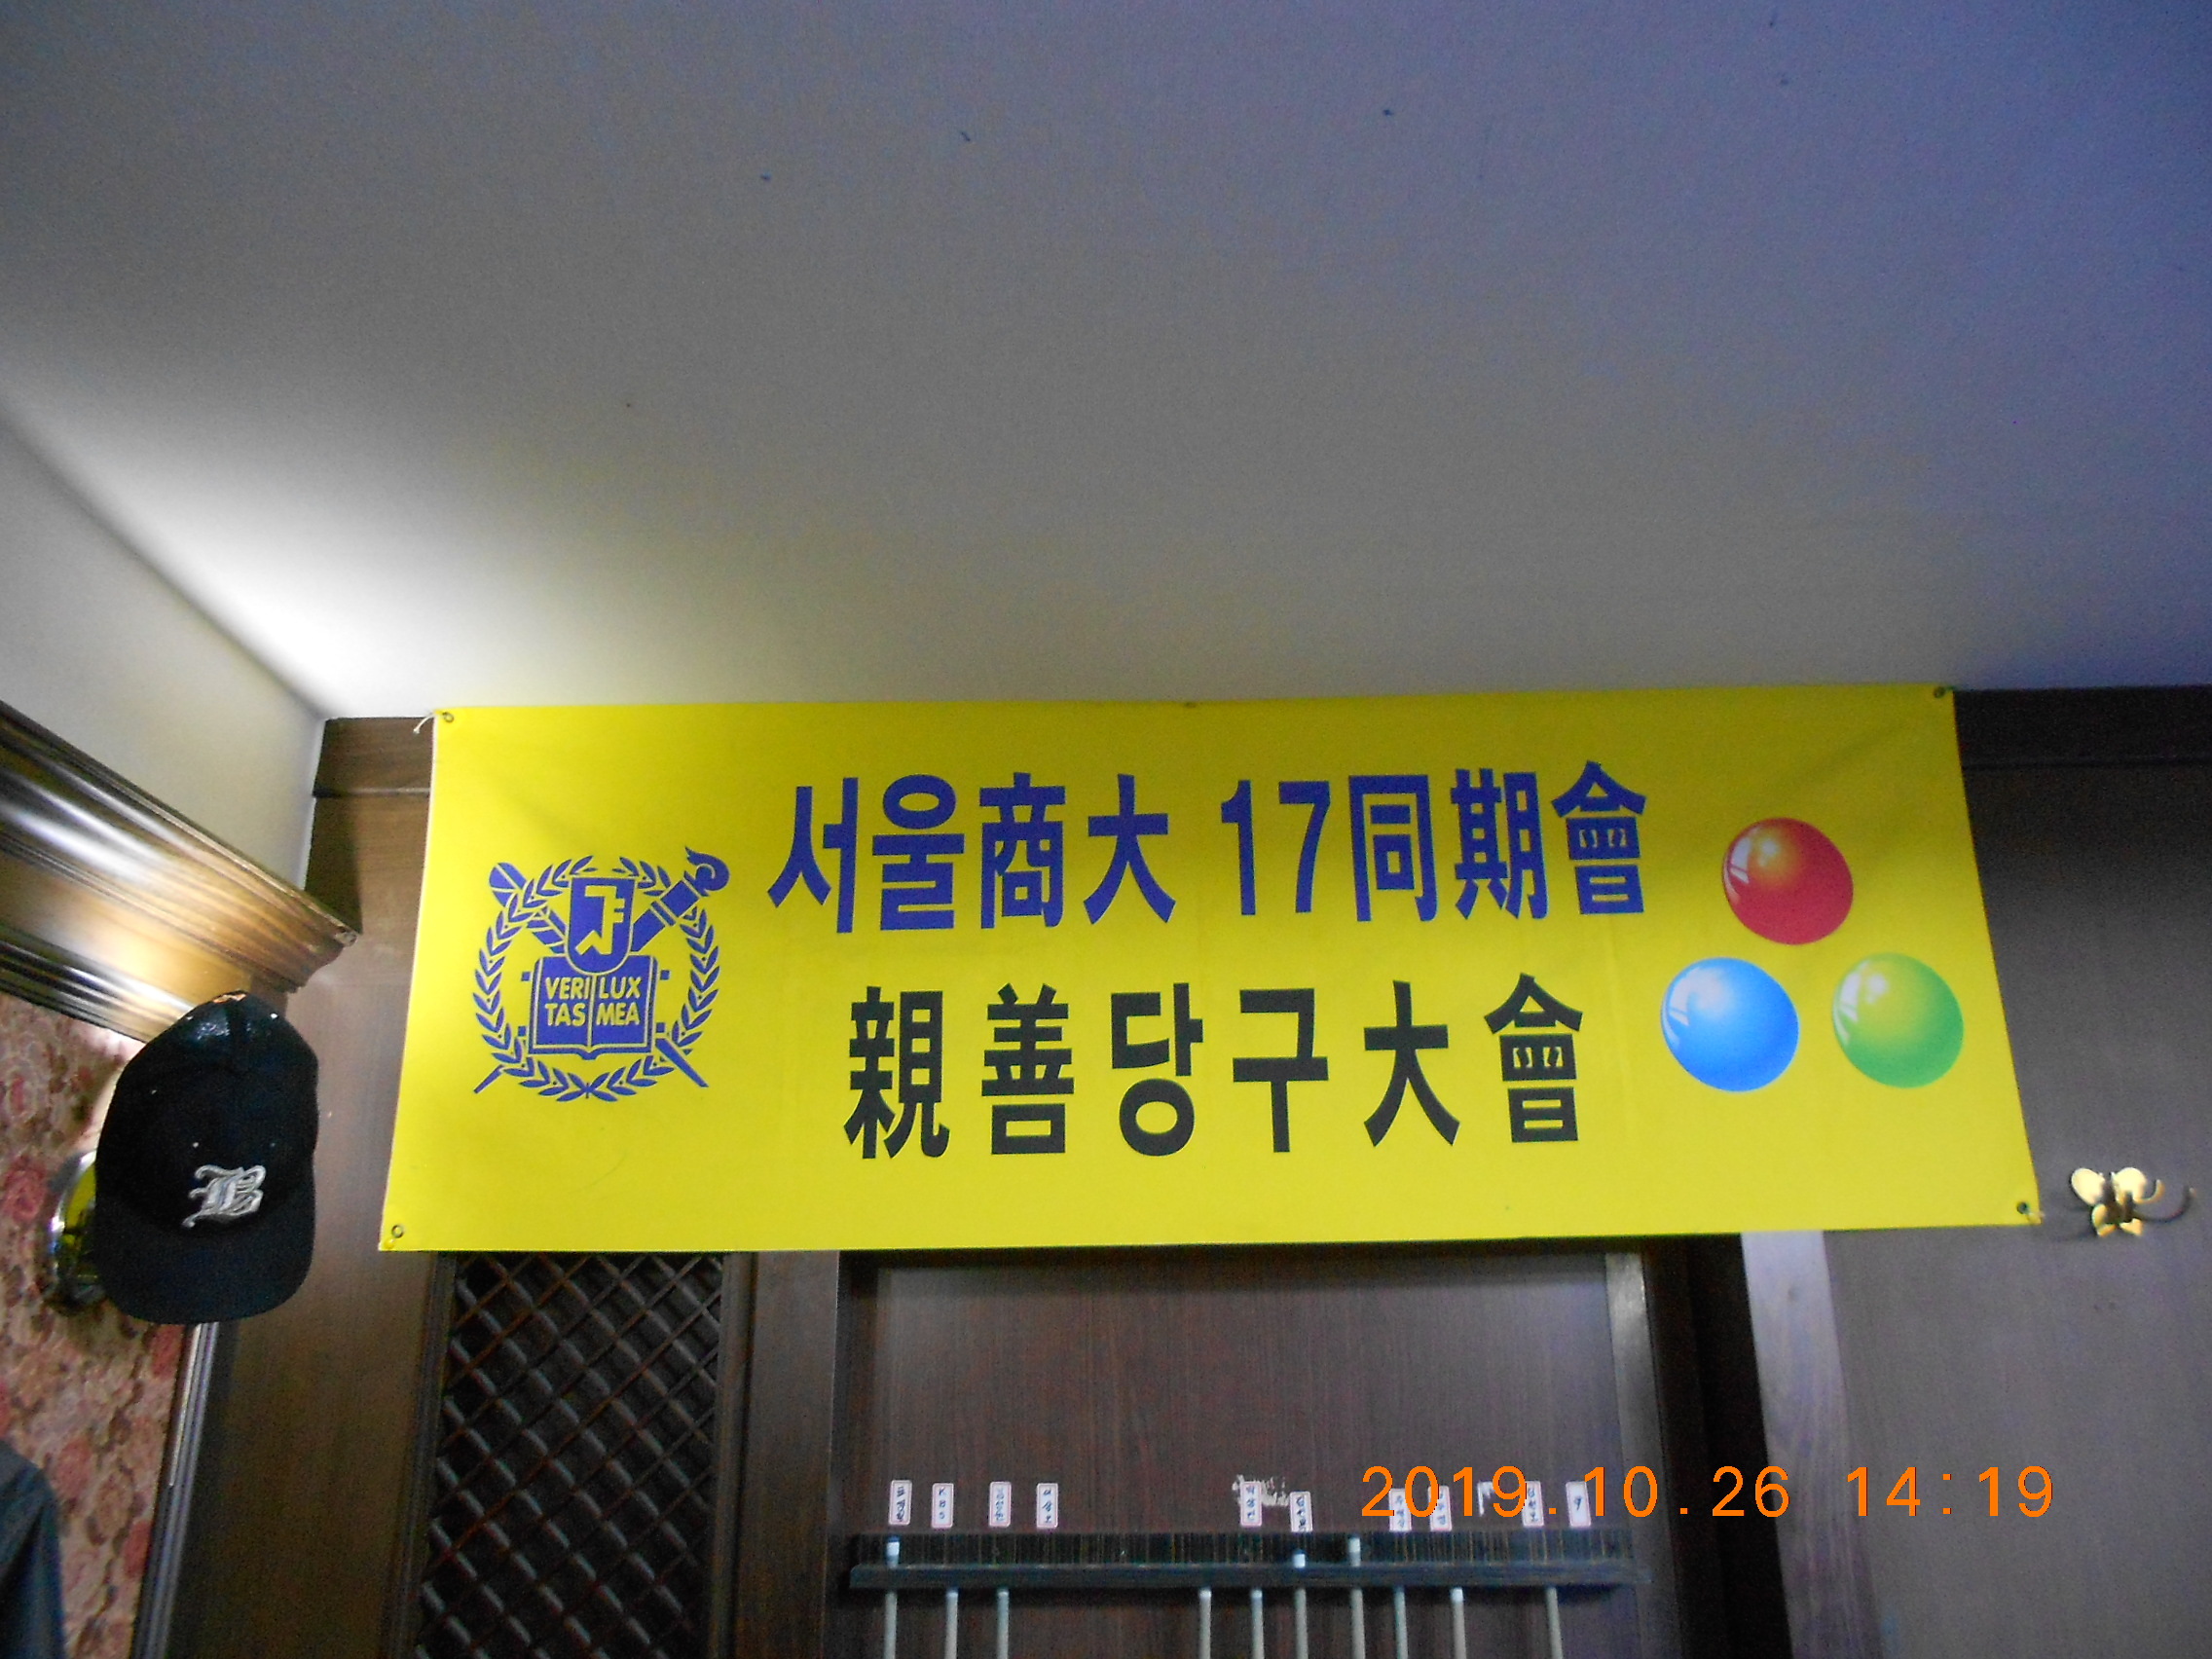 서울商大 17同期會
親善당구大會
VERI LUX
TAS MEA
B
2019.10.26 14:19